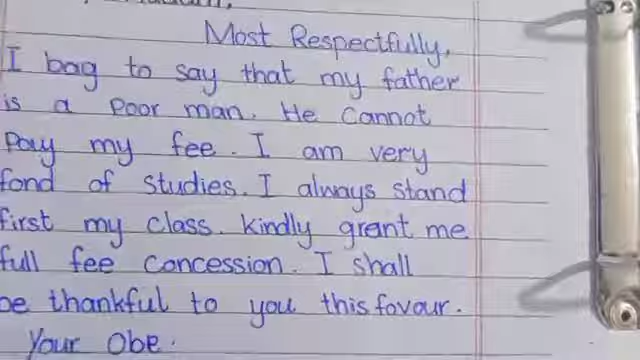 Most Respectfully,
I bag to say that my father
is a poor man. He cannot
Pay my fee. I am very
fond of studies. I always stand
first my class. Kindly grant me
full fee concession. I shall
be thankful to you this favour.
Your Obe.